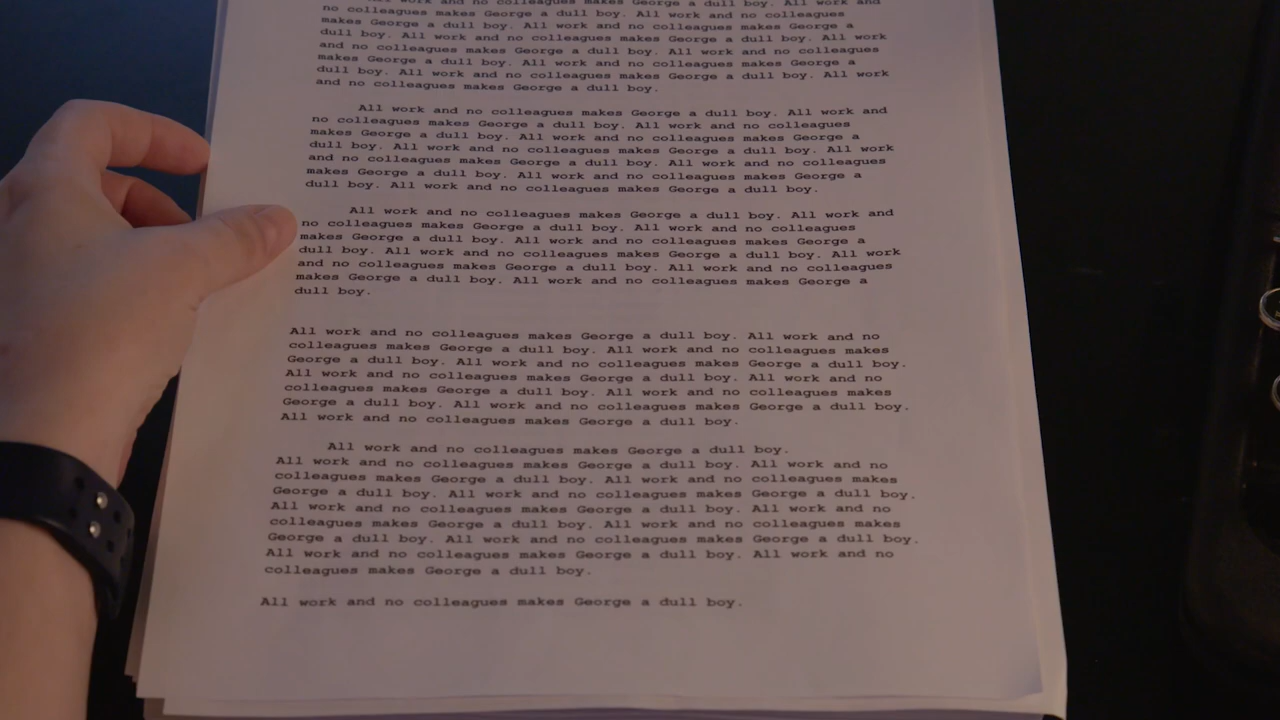 All work and no colleagues makes George a dull boy. All work and
no colleagues makes George a dull boy. All work and no colleagues
makes George a dull boy. All work and no colleagues makes George a
dull boy. All work and no colleagues makes George a dull boy. All work
and no colleagues makes George a dull boy. All work and no colleagues
makes George a dull boy. All work and no colleagues makes George a
dull boy. All work and no colleagues makes George a dull boy. All work
and no colleagues makes George a dull boy.
All work and no colleagues makes George a dull boy. All work and
no colleagues makes George a dull boy. All work and no colleagues
makes George a dull boy. All work and no colleagues makes George a
dull boy. All work and no colleagues makes George a dull boy. All work
and no colleagues makes George a dull boy. All work and no colleagues
makes George a dull boy. All work and no colleagues makes George a
dull boy. All work and no colleagues makes George a dull boy.
All work and no colleagues makes George a dull boy. All work and
no colleagues makes George a dull boy. All work and no colleagues
makes George a dull boy. All work and no colleagues makes George a
dull boy. All work and no colleagues makes George a dull boy. All work
and no colleagues makes George a dull boy. All work and no colleagues
makes George a dull boy. All work and no colleagues makes George a
dull boy.
All work and no colleagues makes George a dull boy. All work and no
colleagues makes George a dull boy. All work and no colleagues makes
George a dull boy. All work and no colleagues makes George a dull boy.
All work and no colleagues makes George a dull boy. All work and no
colleagues makes George a dull boy. All work and no colleagues makes
George a dull boy. All work and no colleagues makes George a dull boy.
All work and no colleagues makes George a dull boy.
All work and no colleagues makes George a dull boy.
All work and no colleagues makes George a dull boy. All work and no
colleagues makes George a dull boy. All work and no colleagues makes
George a dull boy. All work and no colleagues makes George a dull boy.
All work and no colleagues makes George a dull boy. All work and no
colleagues makes George a dull boy. All work and no colleagues makes
George a dull boy. All work and no colleagues makes George a dull boy.
All work and no colleagues makes George a dull boy. All work and no
colleagues makes George a dull boy.
All work and no colleagues makes George a dull boy.